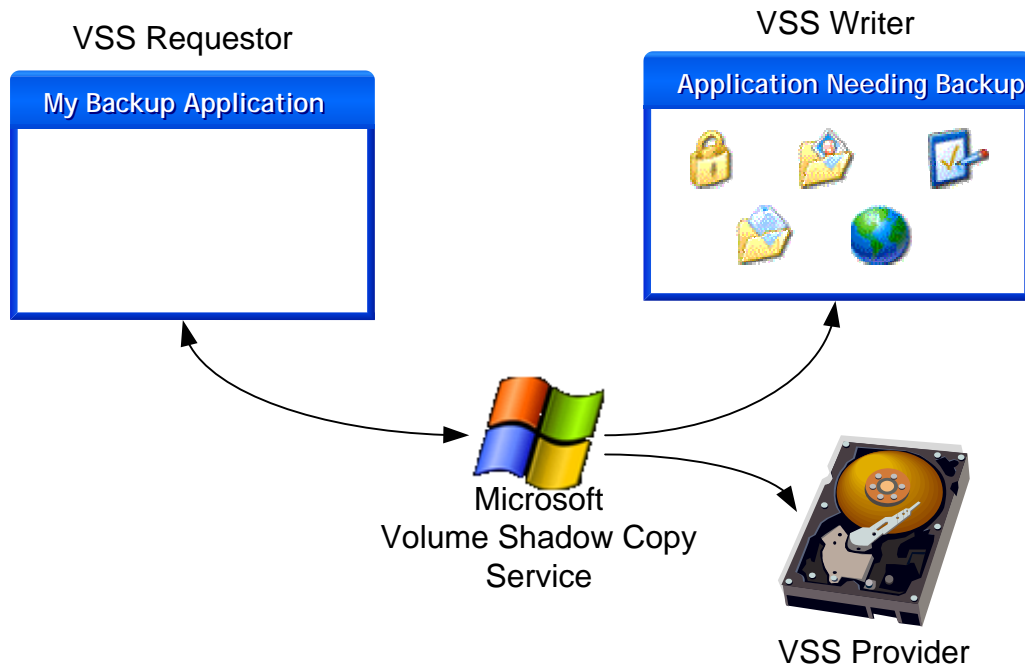 VSS Requestor
My Backup Application
VSS Writer
Application Needing Backup
Microsoft
Volume Shadow Copy
Service
VSS Provider